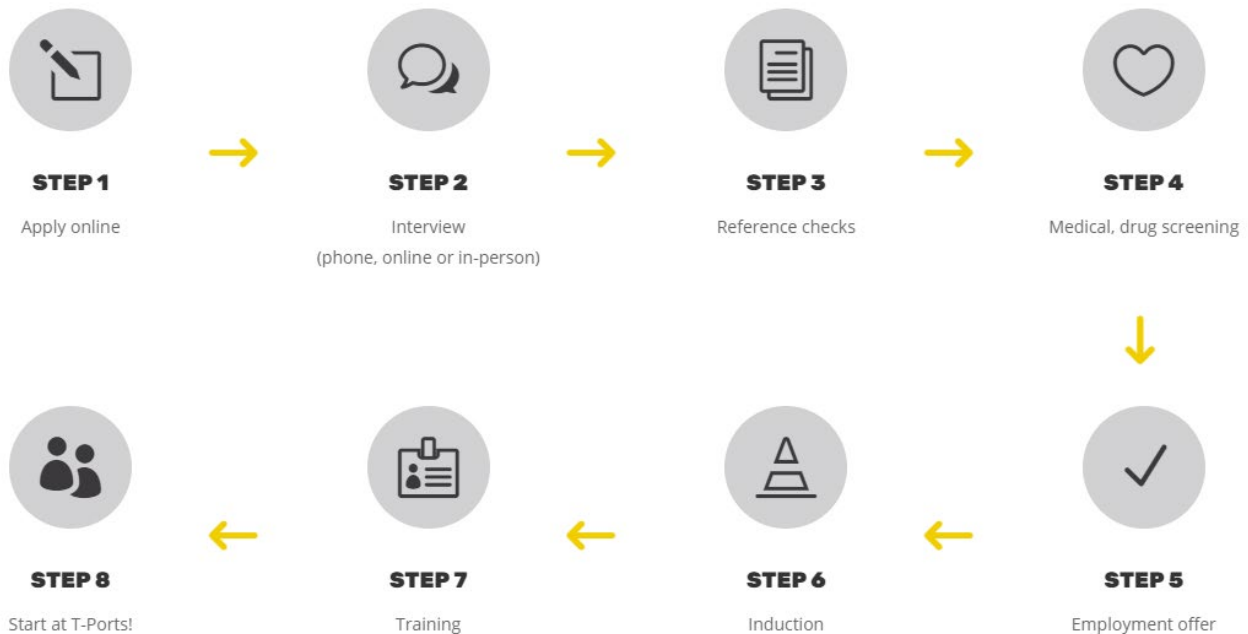 STEP 1
Apply online
STEP 2
Interview
(phone, online or in-person)
STEP 3
Reference checks
STEP 4
Medical, drug screening
STEP 5
Employment offer
STEP 6
Induction
STEP 7
Training
STEP 8
Start at T-Ports!